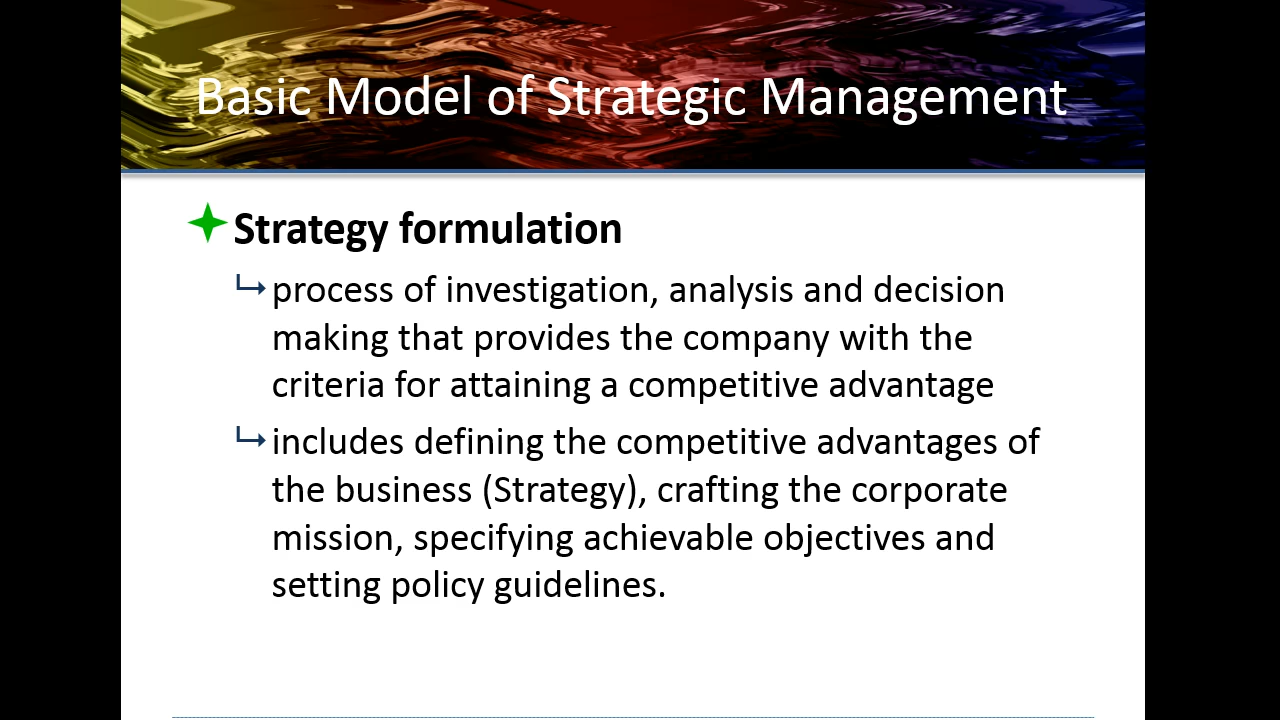 Basic Model of Strategic Management
Strategy formulation
process of investigation, analysis and decision
making that provides the company with the
criteria for attaining a competitive advantage
includes defining the competitive advantages of
the business (Strategy), crafting the corporate
mission, specifying achievable objectives and
setting policy guidelines.